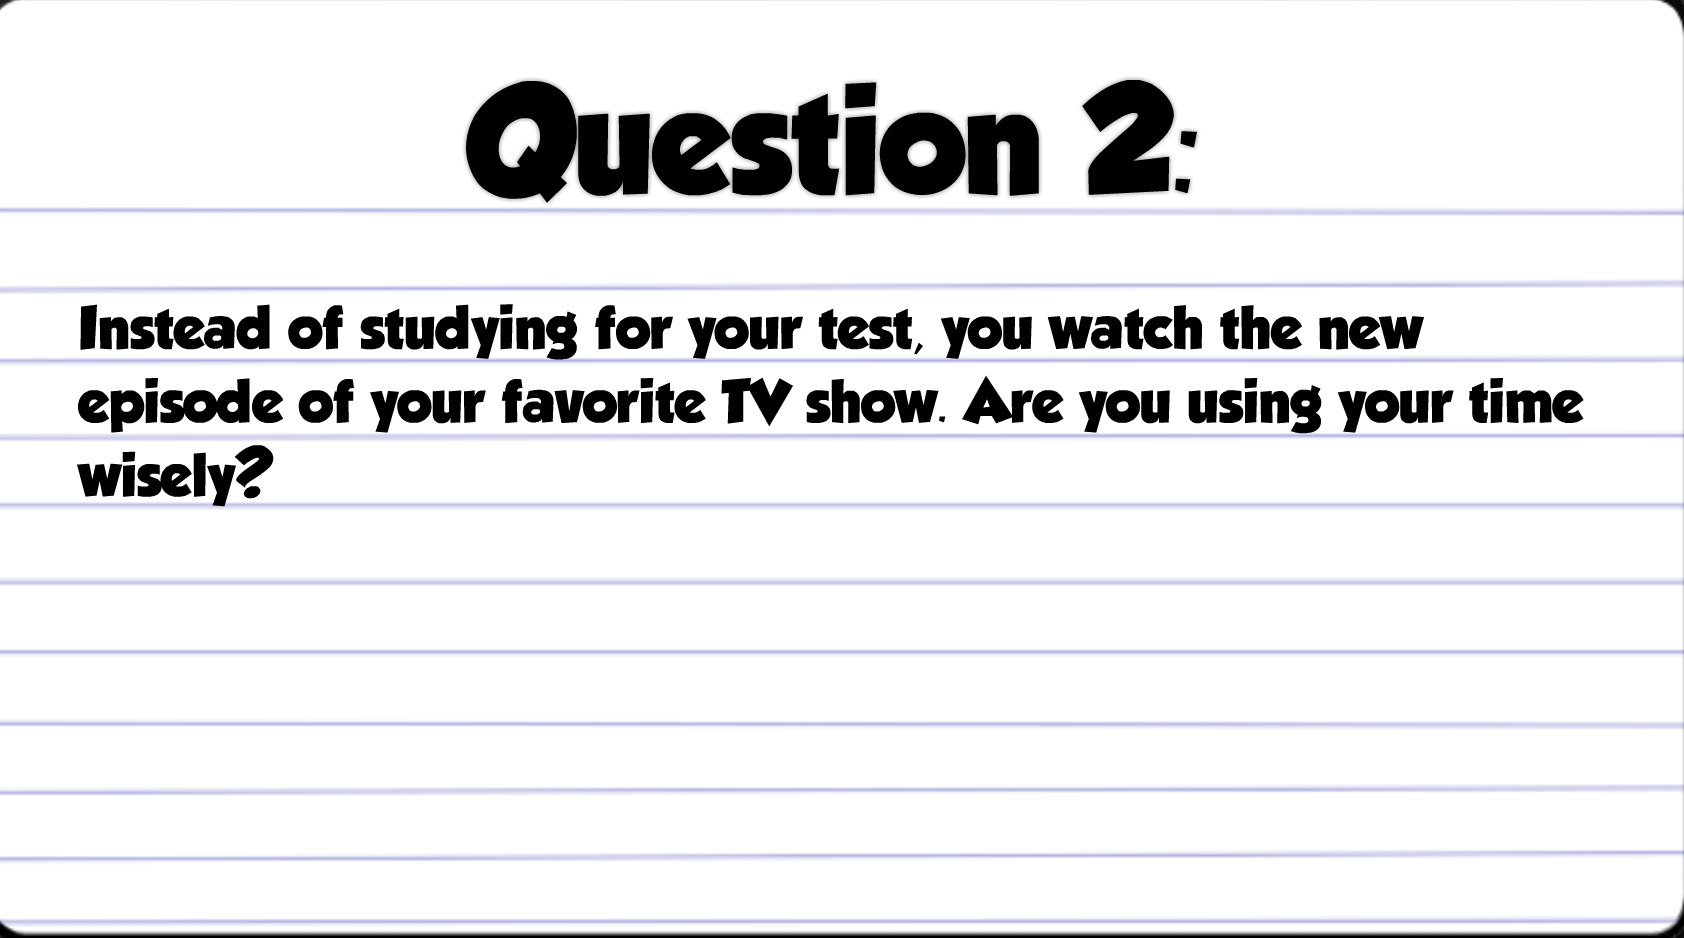 Question 2:
Instead of studying for your test, you watch the new
episode of your favorite TV show. Are you using your time
wisely?